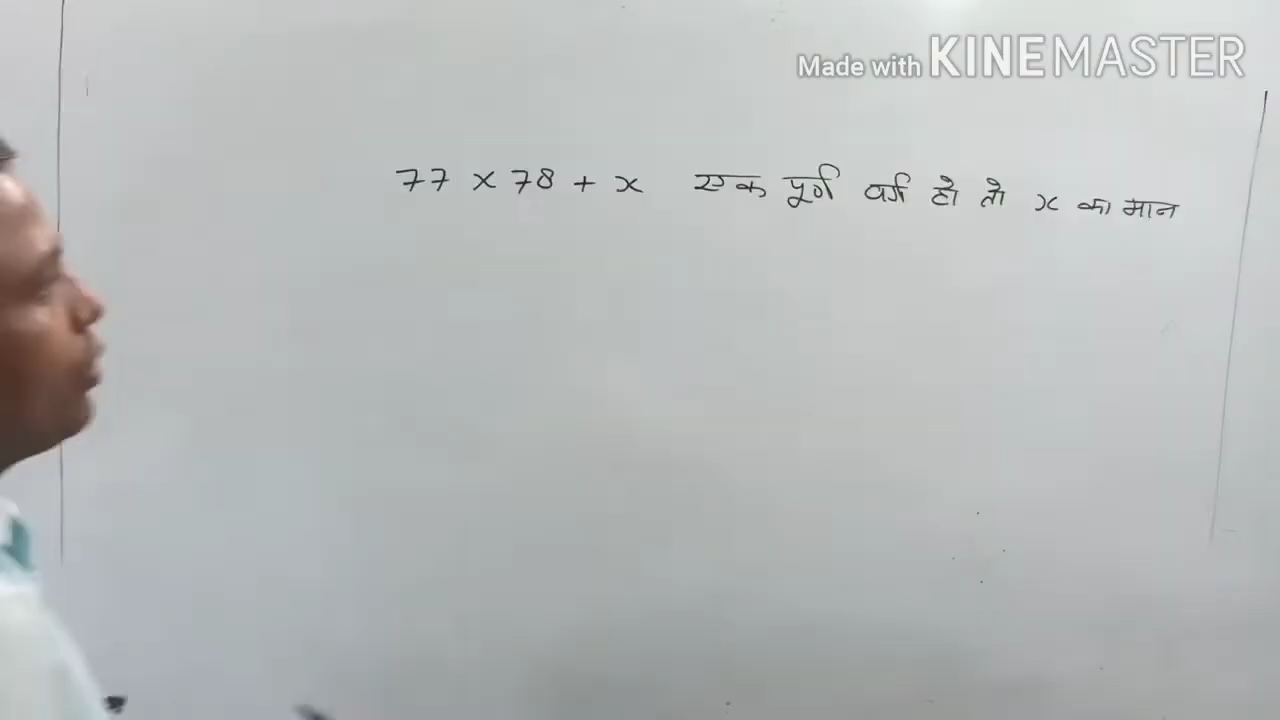 Made with KINEMASTER
77 × 78 + x एक पूर्ण वर्ग हो तो x का मान